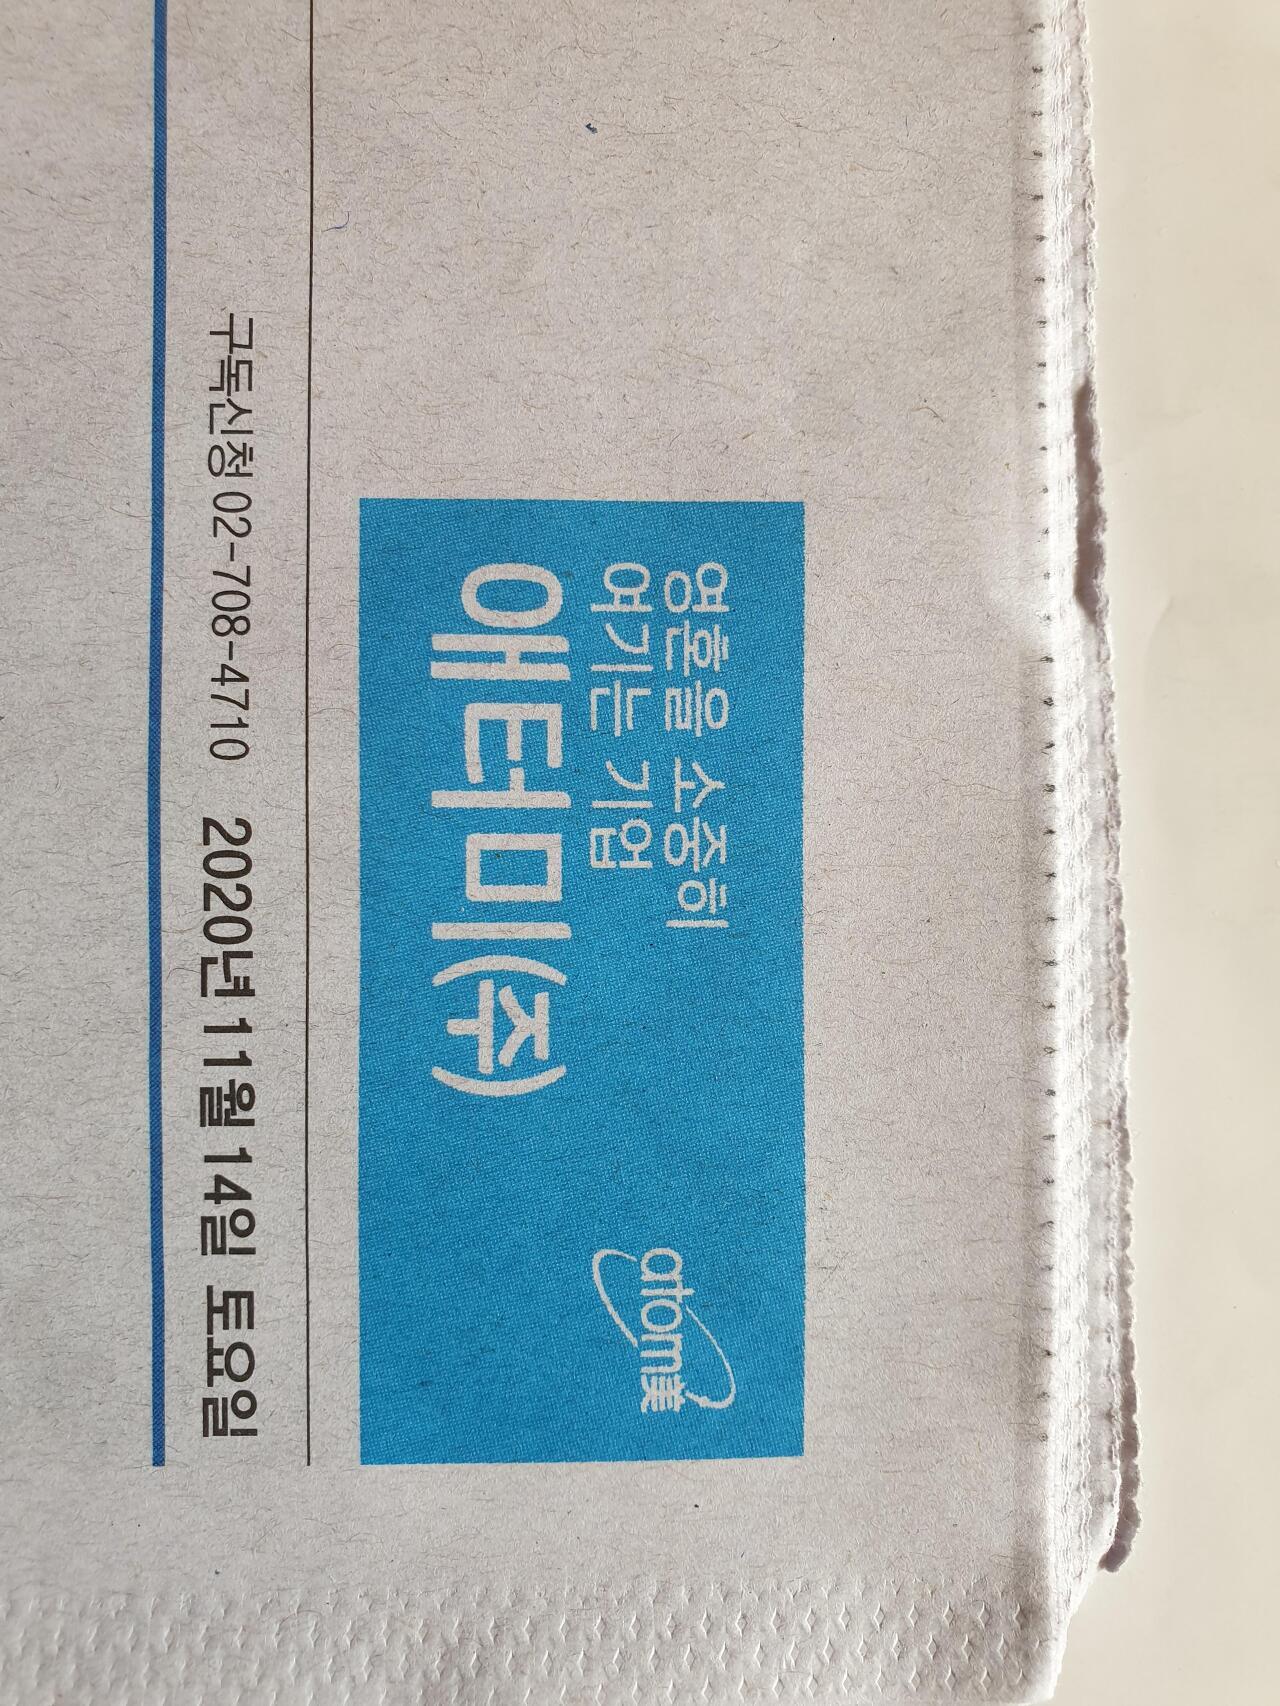 영혼을 소중히
여기는 기업
애터미(주)
atom美
구독신청 02-708-4710 2020년 11월 14일 토요일